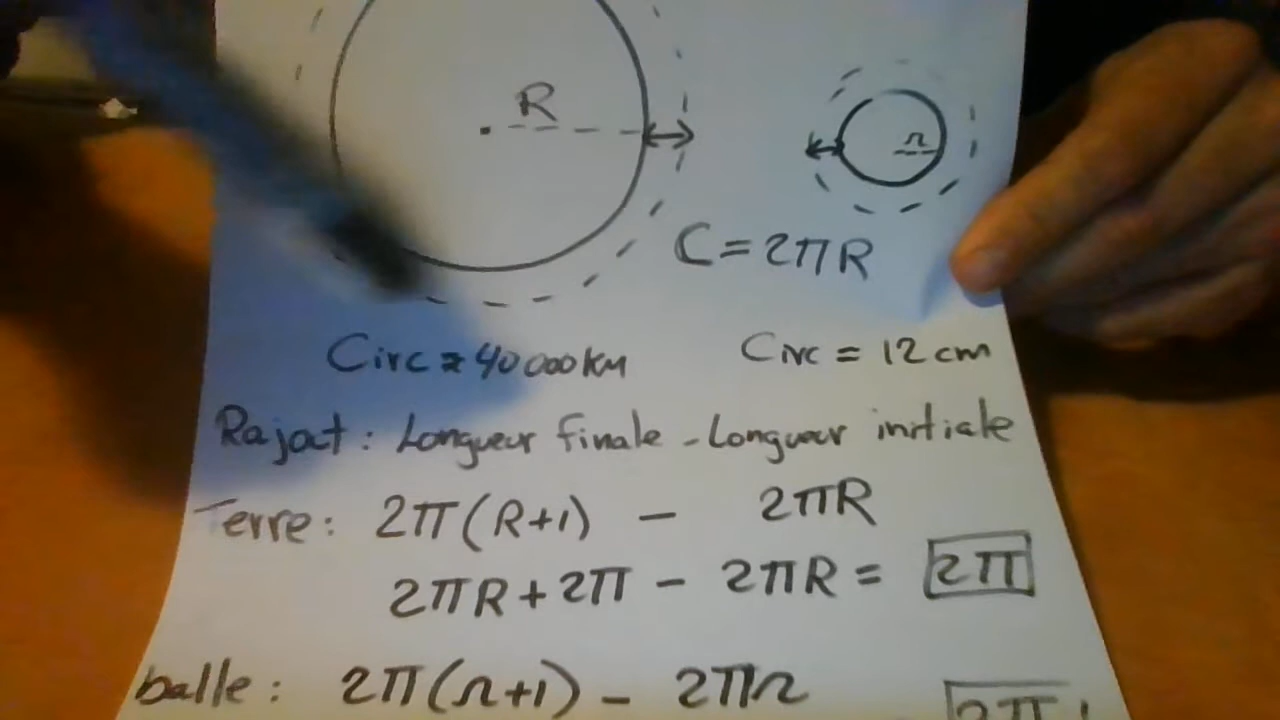 R
r
C = 2πR
Circ ≈ 40 000 km
Circ = 12 cm
Rajout : Longueur finale - Longueur initiale
Terre : 2π(R+1) - 2πR
2πR + 2π - 2πR = 2π
balle : 2π(r+1) - 2πr
2π !